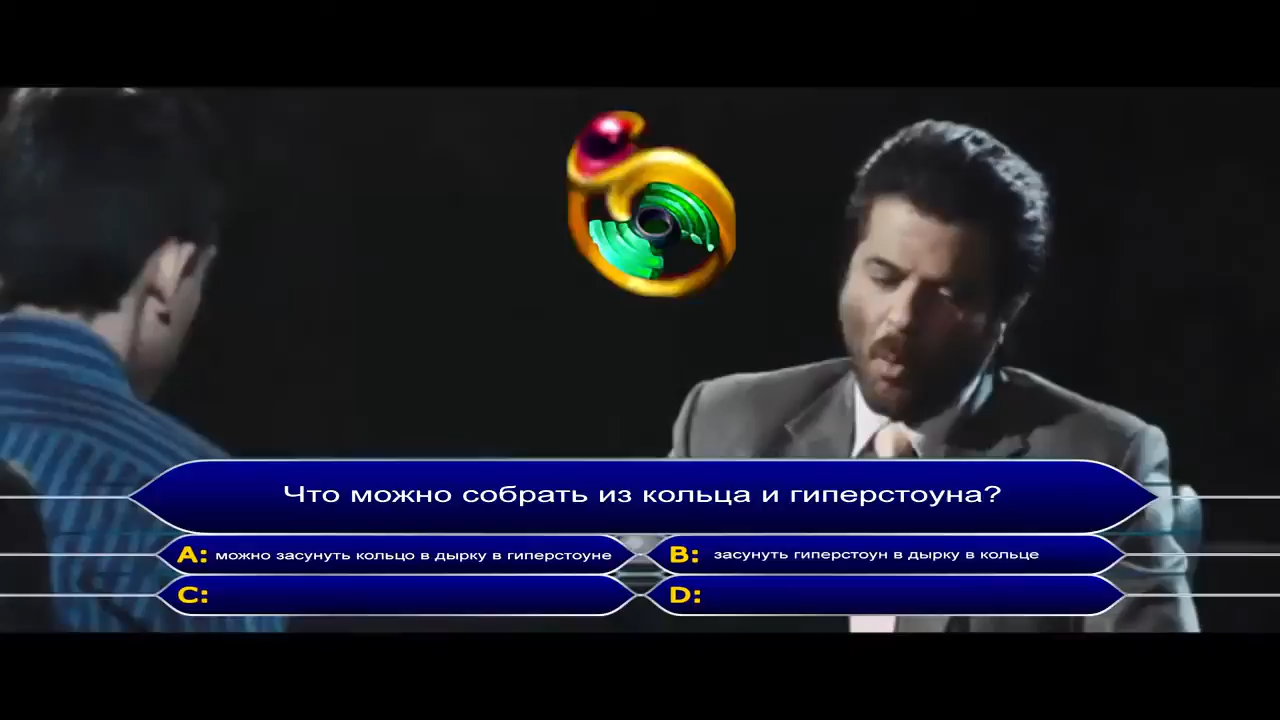 Что можно собрать из кольца и гиперстоуна?
A: можно засунуть кольцо в дырку в гиперстоуне
B: засунуть гиперстоун в дырку в кольце
C:
D: